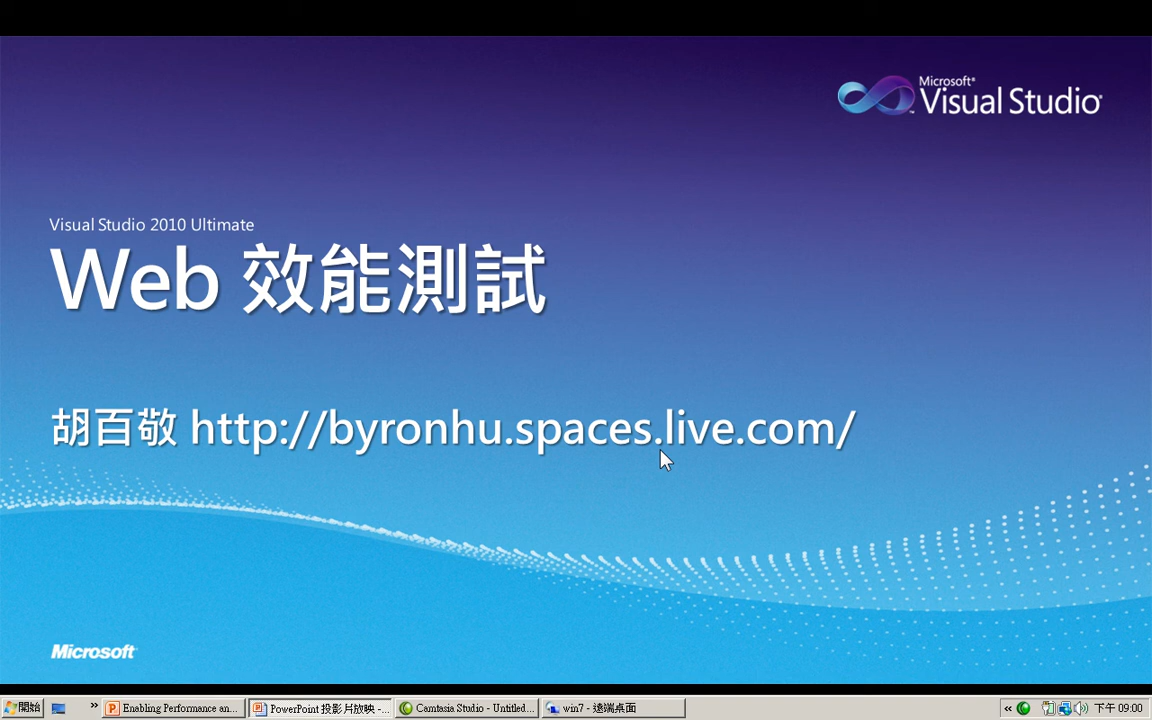 Microsoft®
Visual Studio®
Visual Studio 2010 Ultimate
Web 效能測試
胡百敬 http://byronhu.spaces.live.com/
Microsoft®
開始
»
Enabling Performance an...
PowerPoint 投影片放映 -...
Camtasia Studio - Untitled...
win7 - 遠端桌面
«
下午 09:00